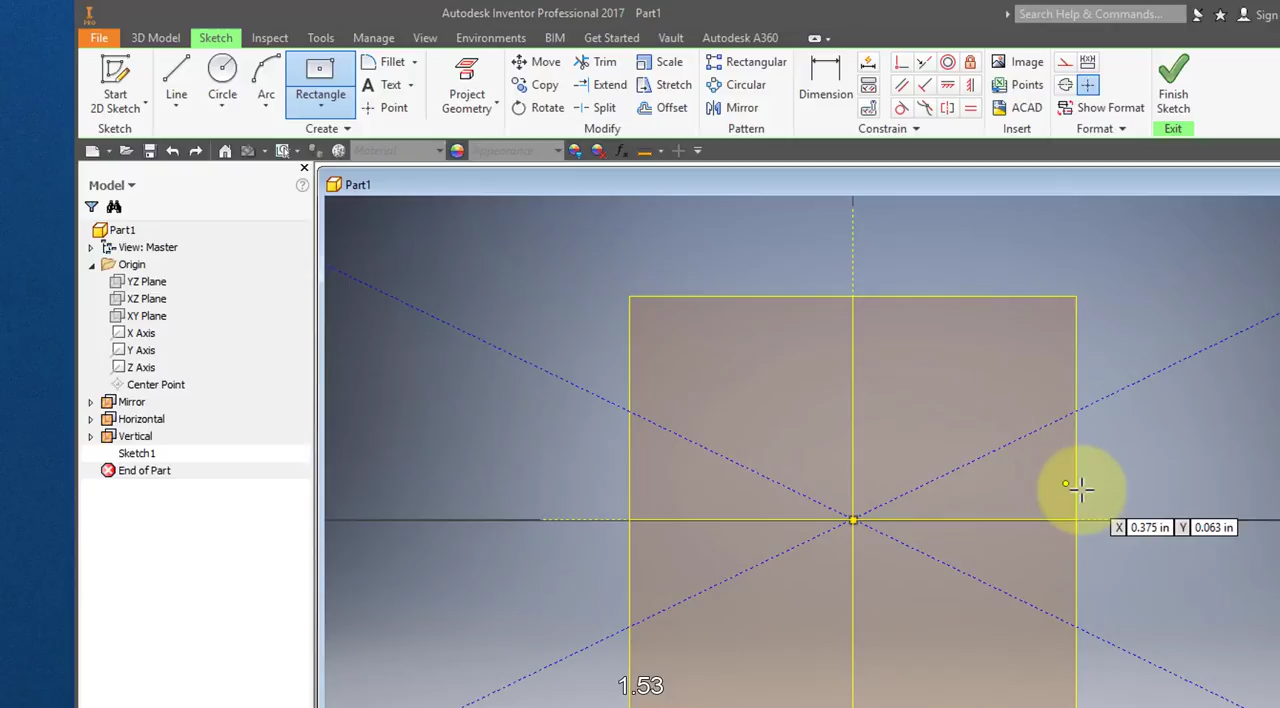 Autodesk Inventor Professional 2017 Part1
Search Help & Commands...
Sign
PRO
File 3D Model Sketch Inspect Tools Manage View Environments BIM Get Started Vault Autodesk A360
Start
2D Sketch
Line
Circle
Arc
Rectangle
Fillet
Text
Point
Project
Geometry
Move
Copy
Rotate
Trim
Extend
Split
Scale
Stretch
Offset
Rectangular
Circular
Mirror
Dimension
Image
Points
ACAD
Show Format
Finish
Sketch
Sketch Create Modify Pattern Constrain Insert Format Exit
Material
Appearance
fx
Model
Part1
View: Master
Origin
YZ Plane
XZ Plane
XY Plane
X Axis
Y Axis
Z Axis
Center Point
Mirror
Horizontal
Vertical
Sketch1
End of Part
Part1
X 0.375 in Y 0.063 in
1.53